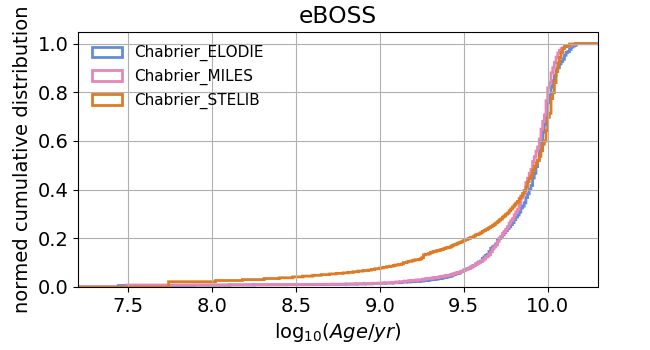 eBOSS
normed cumulative distribution
1.0
0.8
0.6
0.4
0.2
0.0
Chabrier_ELODIE
Chabrier_MILES
Chabrier_STELIB
7.5 8.0 8.5 9.0 9.5 10.0
log₁₀(Age/yr)